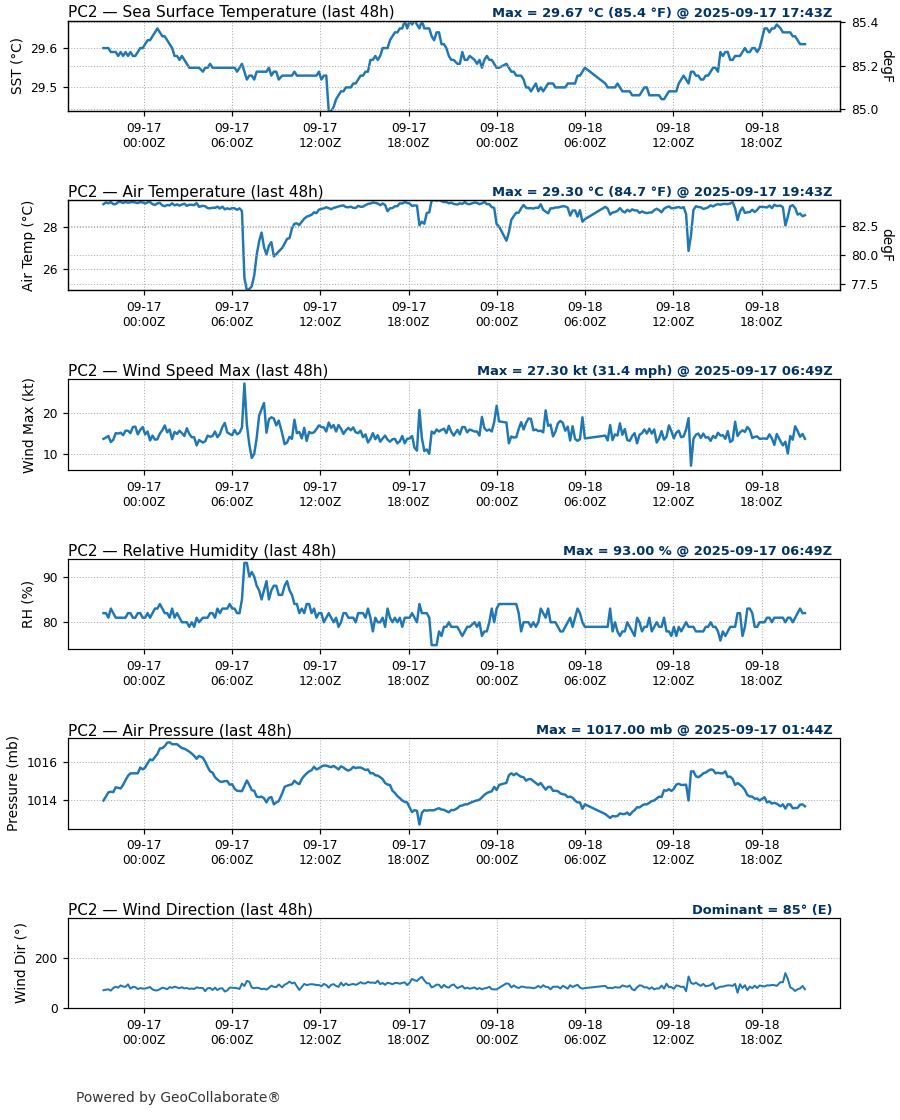 PC2 — Sea Surface Temperature (last 48h)
Max = 29.67 °C (85.4 °F) @ 2025-09-17 17:43Z
SST (°C)
29.6
29.5
85.4
85.2
85.0
degF
09-17 00:00Z
09-17 06:00Z
09-17 12:00Z
09-17 18:00Z
09-18 00:00Z
09-18 06:00Z
09-18 12:00Z
09-18 18:00Z
PC2 — Air Temperature (last 48h)
Max = 29.30 °C (84.7 °F) @ 2025-09-17 19:43Z
Air Temp (°C)
28
26
82.5
80.0
77.5
degF
09-17 00:00Z
09-17 06:00Z
09-17 12:00Z
09-17 18:00Z
09-18 00:00Z
09-18 06:00Z
09-18 12:00Z
09-18 18:00Z
PC2 — Wind Speed Max (last 48h)
Max = 27.30 kt (31.4 mph) @ 2025-09-17 06:49Z
Wind Max (kt)
20
10
09-17 00:00Z
09-17 06:00Z
09-17 12:00Z
09-17 18:00Z
09-18 00:00Z
09-18 06:00Z
09-18 12:00Z
09-18 18:00Z
PC2 — Relative Humidity (last 48h)
Max = 93.00 % @ 2025-09-17 06:49Z
RH (%)
90
80
09-17 00:00Z
09-17 06:00Z
09-17 12:00Z
09-17 18:00Z
09-18 00:00Z
09-18 06:00Z
09-18 12:00Z
09-18 18:00Z
PC2 — Air Pressure (last 48h)
Max = 1017.00 mb @ 2025-09-17 01:44Z
Pressure (mb)
1016
1014
09-17 00:00Z
09-17 06:00Z
09-17 12:00Z
09-17 18:00Z
09-18 00:00Z
09-18 06:00Z
09-18 12:00Z
09-18 18:00Z
PC2 — Wind Direction (last 48h)
Dominant = 85° (E)
Wind Dir (°)
200
0
09-17 00:00Z
09-17 06:00Z
09-17 12:00Z
09-17 18:00Z
09-18 00:00Z
09-18 06:00Z
09-18 12:00Z
09-18 18:00Z
Powered by GeoCollaborate®